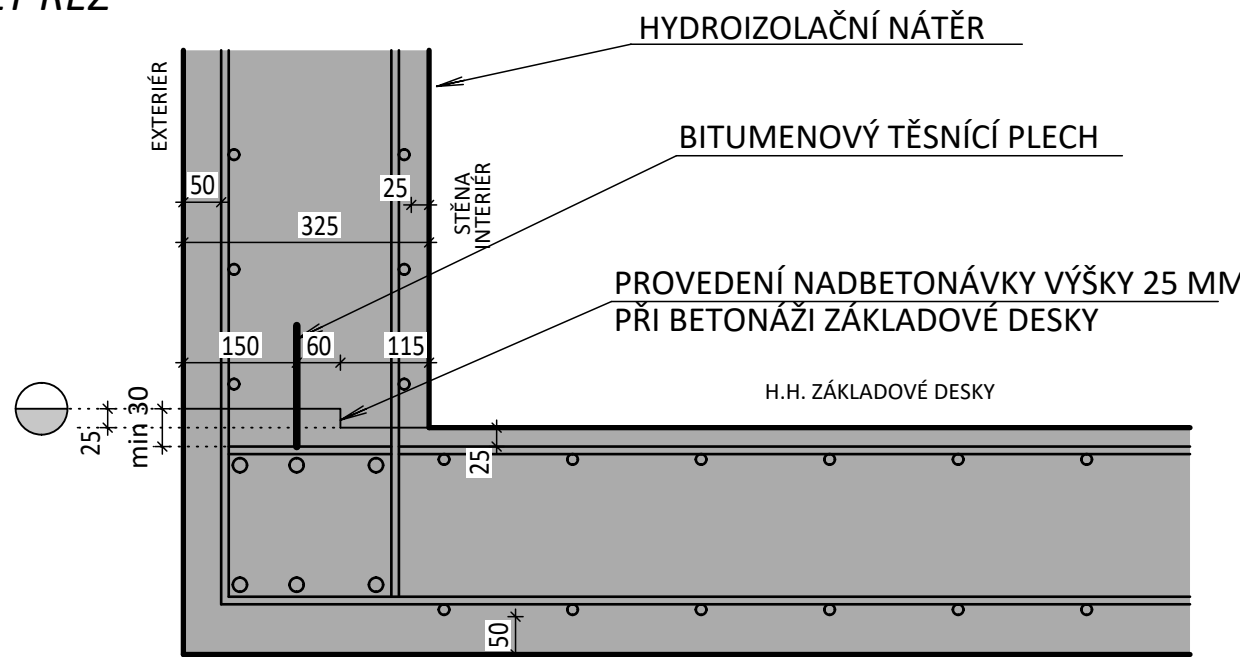 ŘEZ
HYDROIZOLAČNÍ NÁTĚR
EXTERIÉR
BITUMENOVÝ TĚSNÍCÍ PLECH
50
25
STĚNA
INTERIÉR
325
PROVEDENÍ NADBETONÁVKY VÝŠKY 25 MM
PŘI BETONÁŽI ZÁKLADOVÉ DESKY
150
60
115
H.H. ZÁKLADOVÉ DESKY
25
min 30
25
50